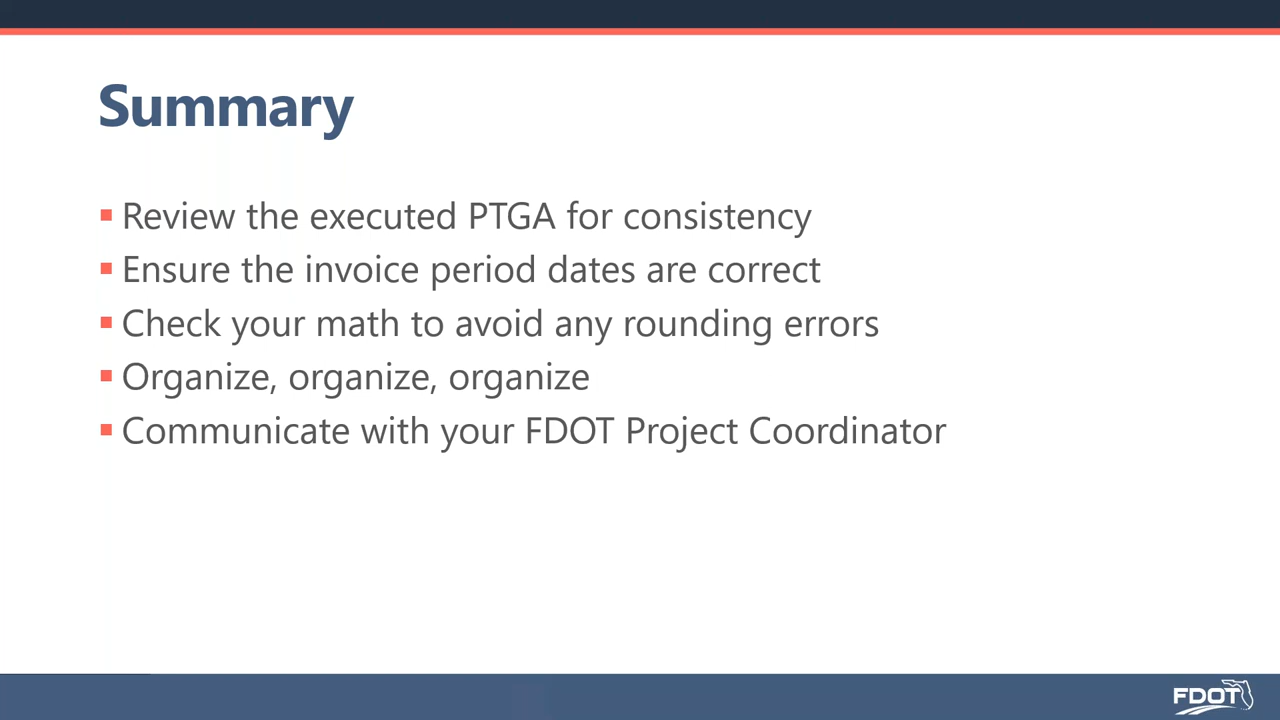 Summary
Review the executed PTGA for consistency
Ensure the invoice period dates are correct
Check your math to avoid any rounding errors
Organize, organize, organize
Communicate with your FDOT Project Coordinator
FDOT